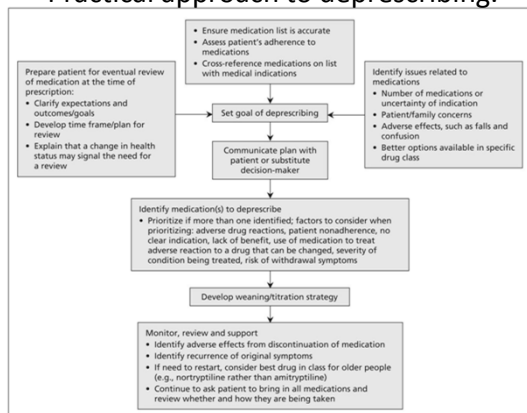 Practical approach to deprescribing.
• Ensure medication list is accurate
• Assess patient's adherence to
medications
• Cross-reference medications on list
with medical indications
Prepare patient for eventual review
of medication at the time of
prescription:
• Clarify expectations and
outcomes/goals
• Develop time frame/plan for
review
• Explain that a change in health
status may signal the need for
a review
Identify issues related to
medications
• Number of medications or
uncertainty of indication
• Patient/family concerns
• Adverse effects, such as falls and
confusion
• Better options available in specific
drug class
Set goal of deprescribing
Communicate plan with
patient or substitute
decision-maker
Identify medication(s) to deprescribe
• Prioritize if more than one identified; factors to consider when
prioritizing: adverse drug reactions, patient nonadherence, no
clear indication, lack of benefit, use of medication to treat
adverse reaction to a drug that can be changed, severity of
condition being treated, risk of withdrawal symptoms
Develop weaning/titration strategy
Monitor, review and support
• Identify adverse effects from discontinuation of medication
• Identify recurrence of original symptoms
• If need to restart, consider best drug in class for older people
(e.g., nortryptiline rather than amitryptiline)
• Continue to ask patient to bring in all medications and
review whether and how they are being taken